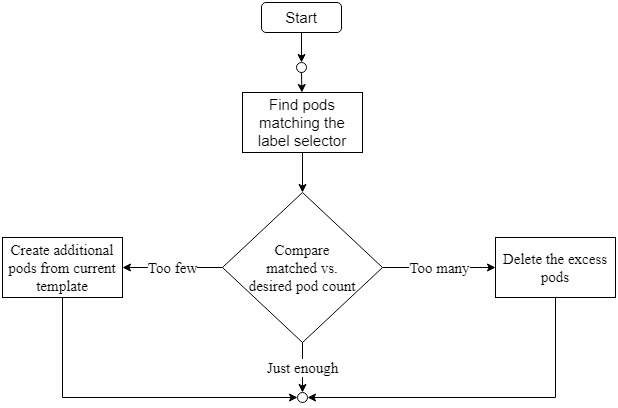 Start
Find pods
matching the
label selector
Compare
matched vs.
desired pod count
Create additional
pods from current
template
Too few
Too many
Delete the excess
pods
Just enough